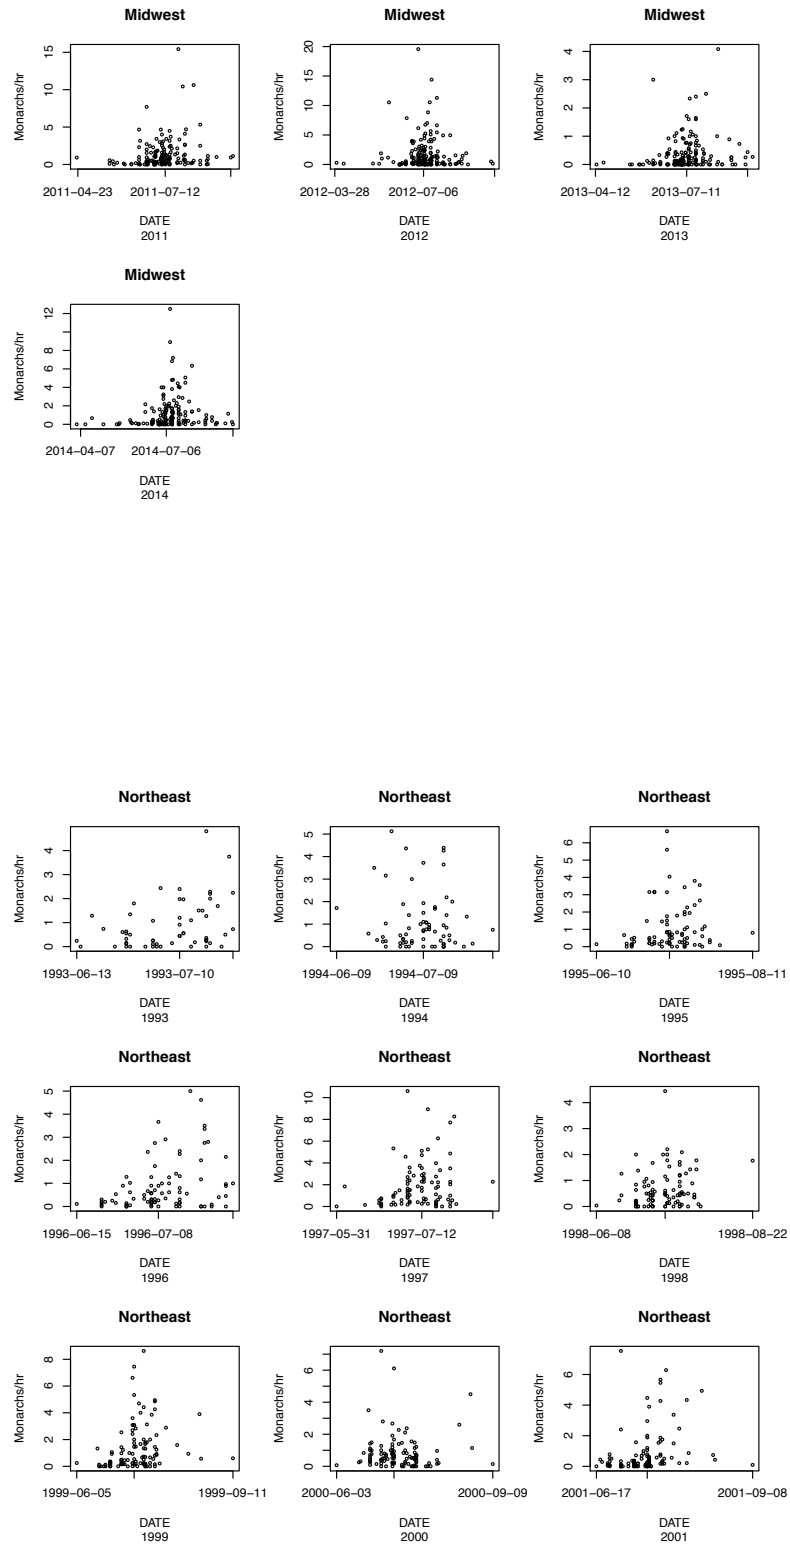 Midwest Midwest Midwest
Monarchs/hr 0 5 10 15 Monarchs/hr 0 5 10 15 20 Monarchs/hr 0 1 2 3 4
2011–04–23 2011–07–12 2012–03–28 2012–07–06 2013–04–12 2013–07–11
DATE DATE DATE
2011 2012 2013
Midwest
Monarchs/hr 0 2 4 6 8 12
2014–04–07 2014–07–06
DATE
2014
Northeast Northeast Northeast
Monarchs/hr 0 1 2 3 4 Monarchs/hr 0 1 2 3 4 5 Monarchs/hr 0 1 2 3 4 5 6
1993–06–13 1993–07–10 1994–06–09 1994–07–09 1995–06–10 1995–08–11
DATE DATE DATE
1993 1994 1995
Northeast Northeast Northeast
Monarchs/hr 0 1 2 3 4 5 Monarchs/hr 0 2 4 6 8 10 Monarchs/hr 0 1 2 3 4
1996–06–15 1996–07–08 1997–05–31 1997–07–12 1998–06–08 1998–08–22
DATE DATE DATE
1996 1997 1998
Northeast Northeast Northeast
Monarchs/hr 0 2 4 6 8 Monarchs/hr 0 2 4 6 Monarchs/hr 0 2 4 6
1999–06–05 1999–09–11 2000–06–03 2000–09–09 2001–06–17 2001–09–08
DATE DATE DATE
1999 2000 2001